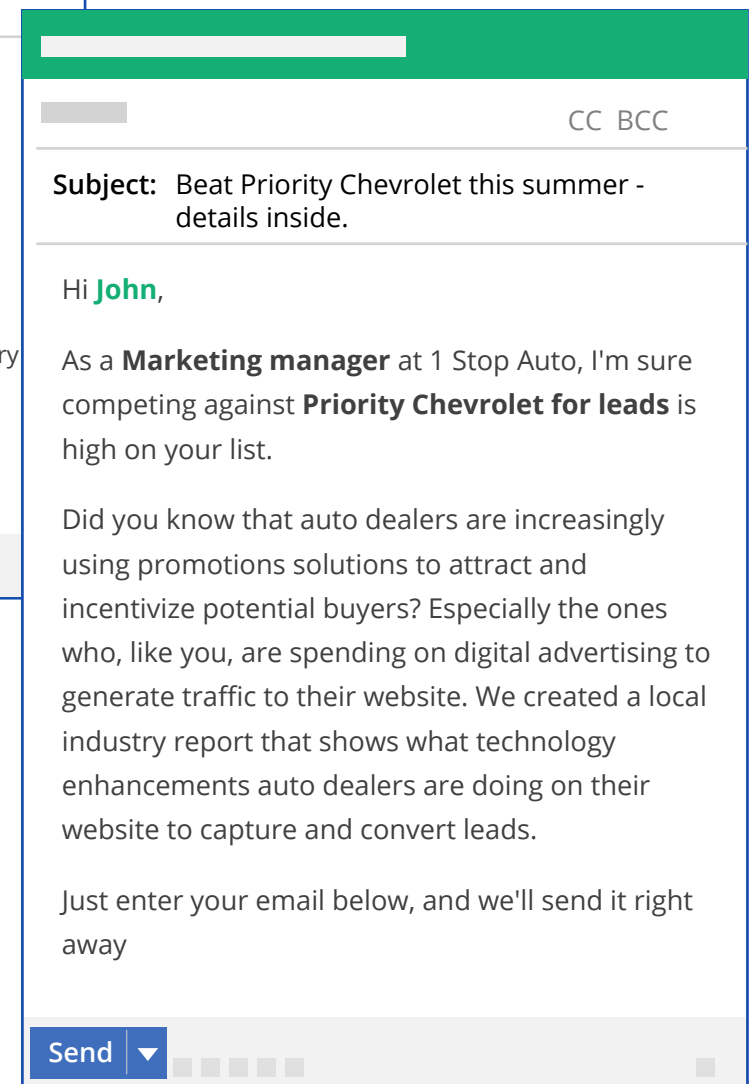 CC BCC
Subject: Beat Priority Chevrolet this summer -
details inside.
Hi John,
ry
As a Marketing manager at 1 Stop Auto, I'm sure
competing against Priority Chevrolet for leads is
high on your list.
Did you know that auto dealers are increasingly
using promotions solutions to attract and
incentivize potential buyers? Especially the ones
who, like you, are spending on digital advertising to
generate traffic to their website. We created a local
industry report that shows what technology
enhancements auto dealers are doing on their
website to capture and convert leads.
Just enter your email below, and we'll send it right
away
Send